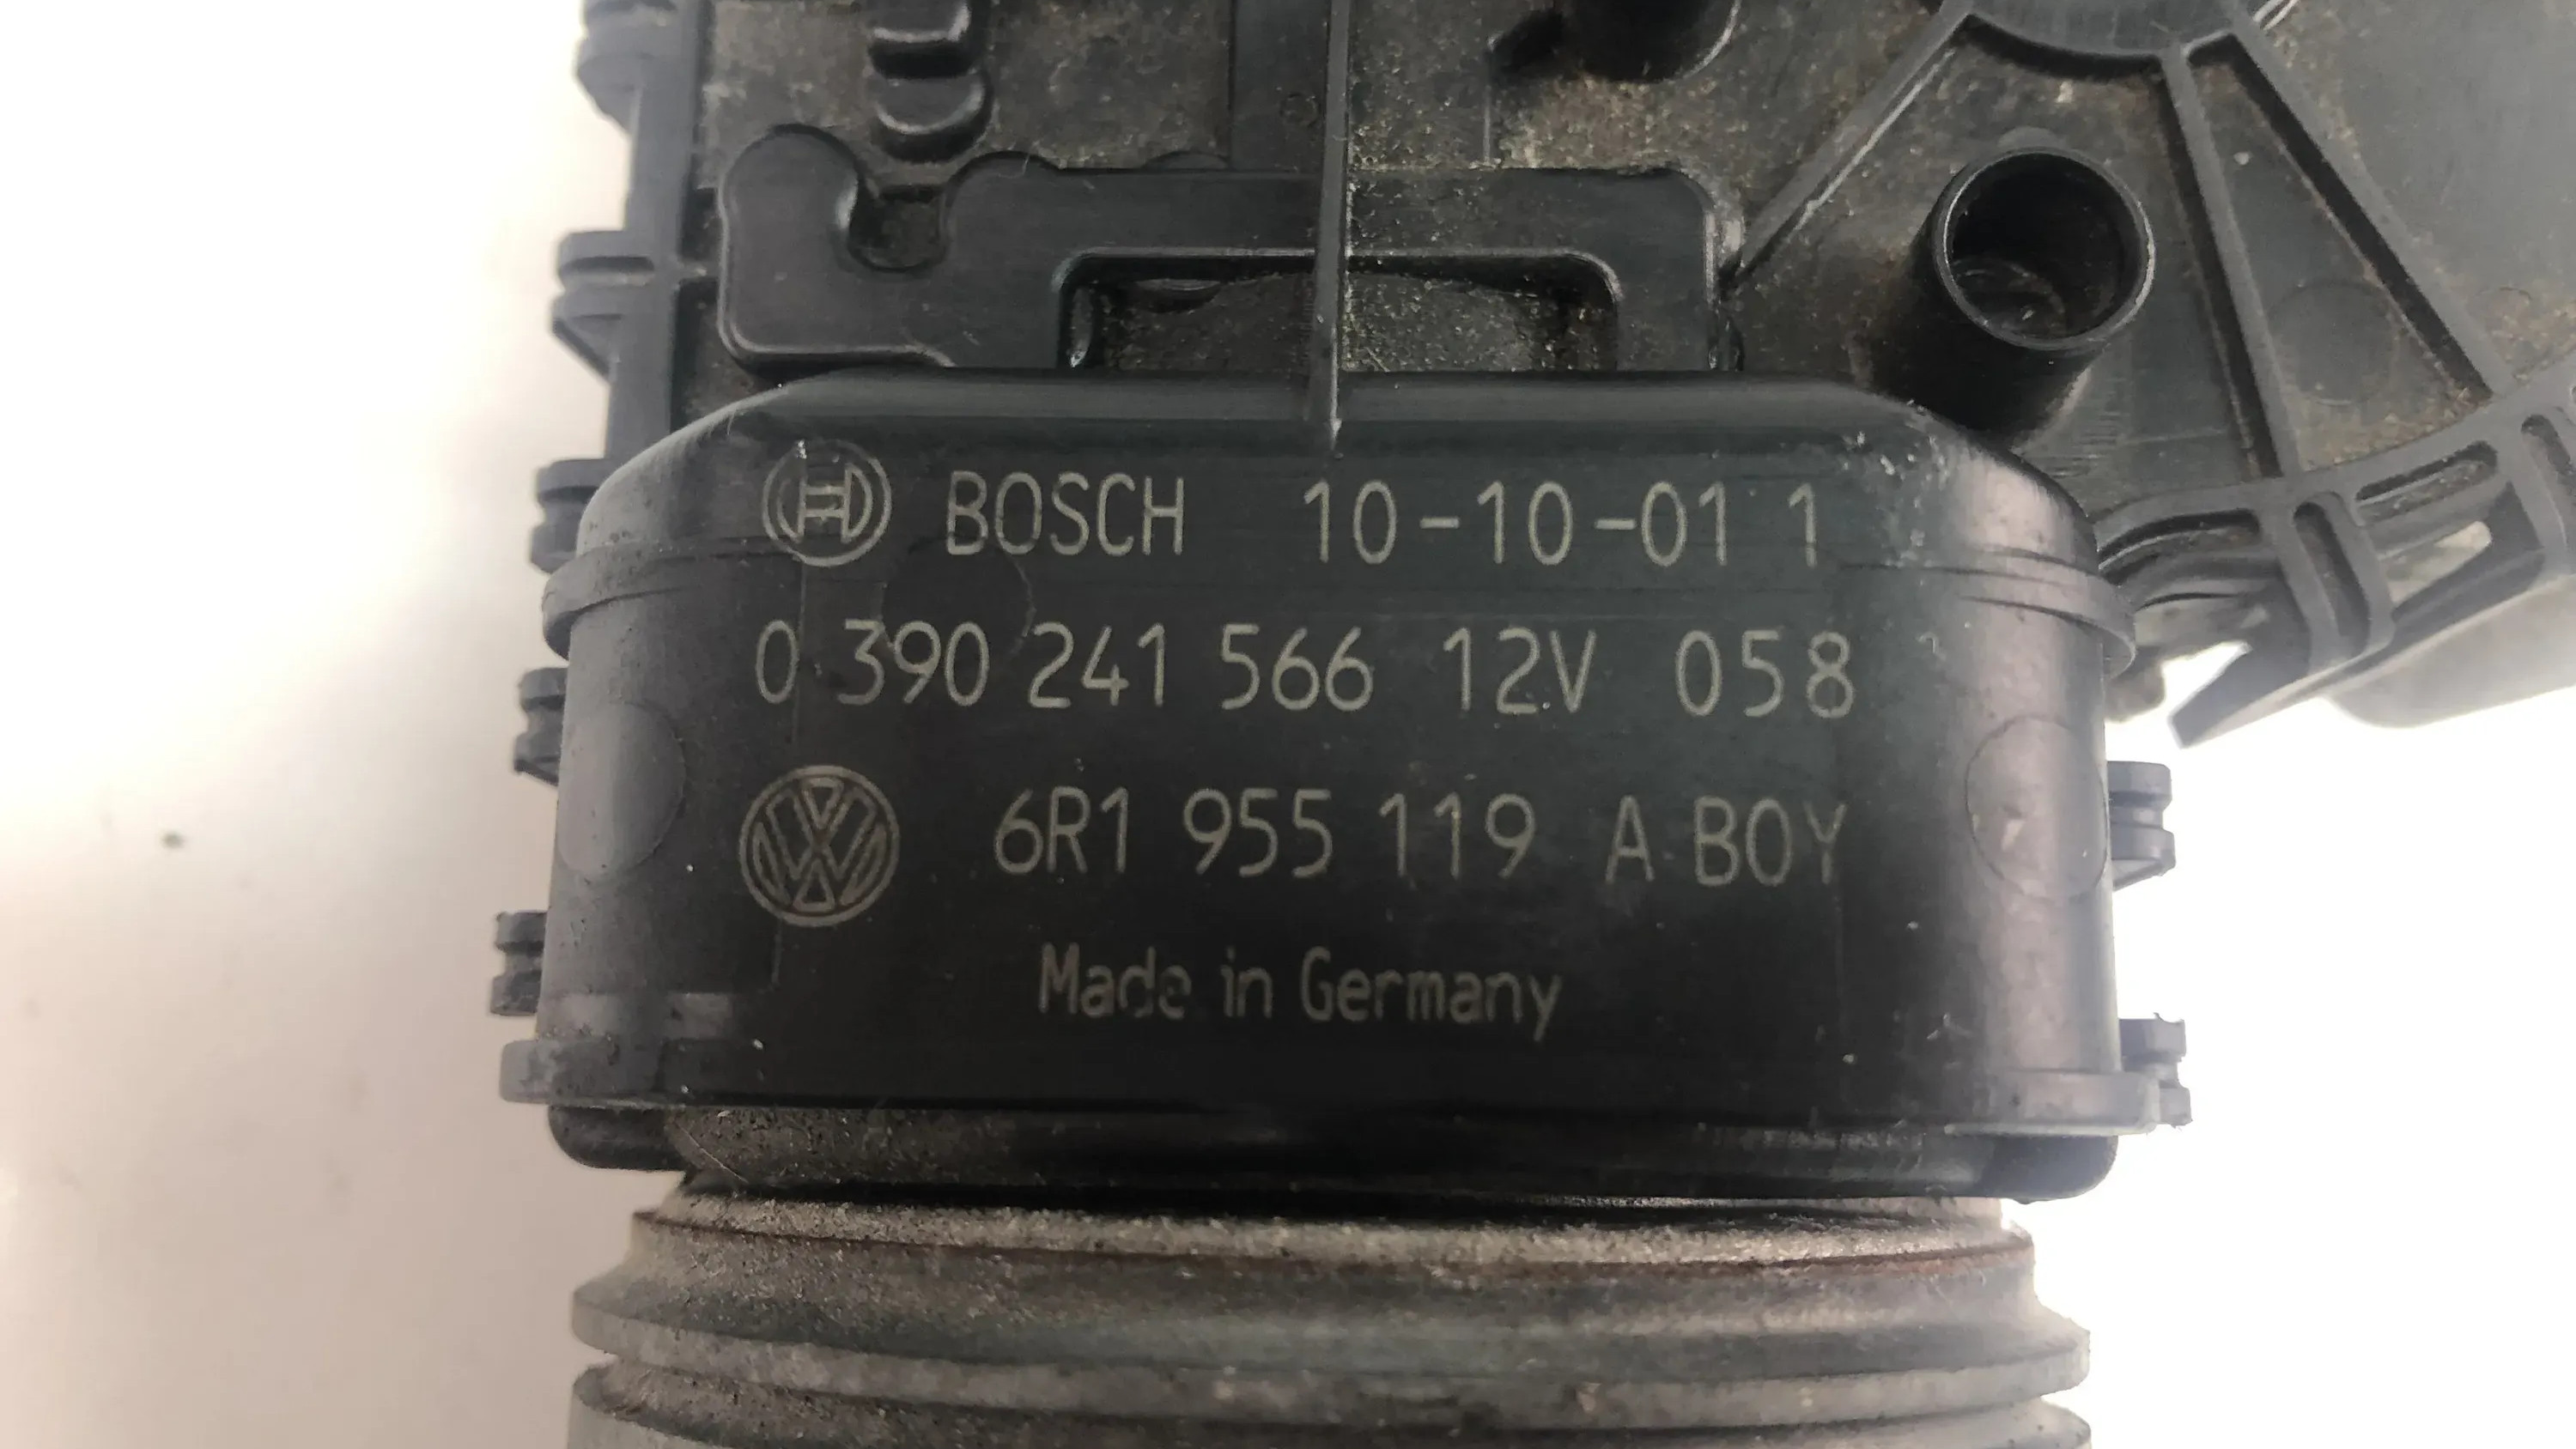 BOSCH 10-10-01 1
0 390 241 566 12V 058
6R1 955 119 A BOY
Made in Germany